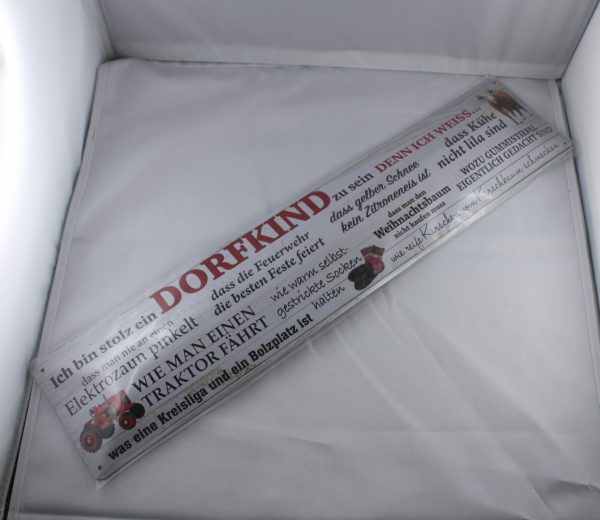 Ich bin stolz ein DORFKIND zu sein DENN ICH WEISS...
dass man nie an einen
Elektrozaun pinkelt
WIE MAN EINEN
TRAKTOR FÄHRT
was eine Kreisliga und ein Bolzplatz ist
dass die Feuerwehr
die besten Feste feiert
wie warm selbst-
gestrickte Socken
halten
dass gelber Schnee
kein Zitroneneis ist
dass man den
Weihnachtsbaum
nicht kaufen muss
wie reife Kirschen vom Kirschbaum schmecken
dass Kühe
nicht lila sind
WOZU GUMMISTIEFEL
EIGENTLICH GEDACHT SIND